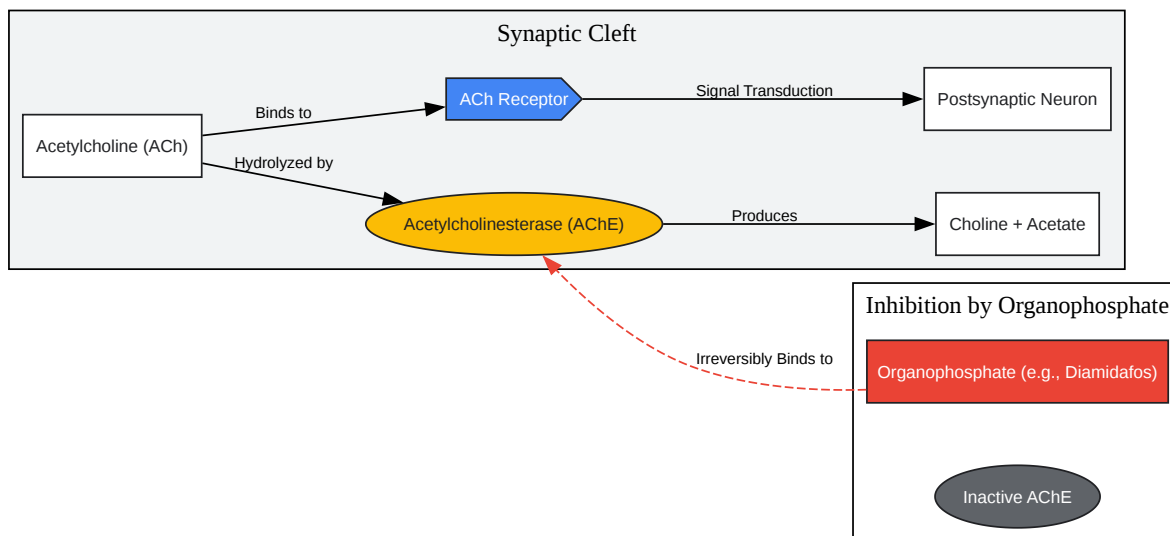 Synaptic Cleft
ACh Receptor
Signal Transduction
Postsynaptic Neuron
Binds to
Acetylcholine (ACh)
Hydrolyzed by
Acetylcholinesterase (AChE)
Produces
Choline + Acetate
Inhibition by Organophosphate
Irreversibly Binds to
Organophosphate (e.g., Diamidafos)
Inactive AChE